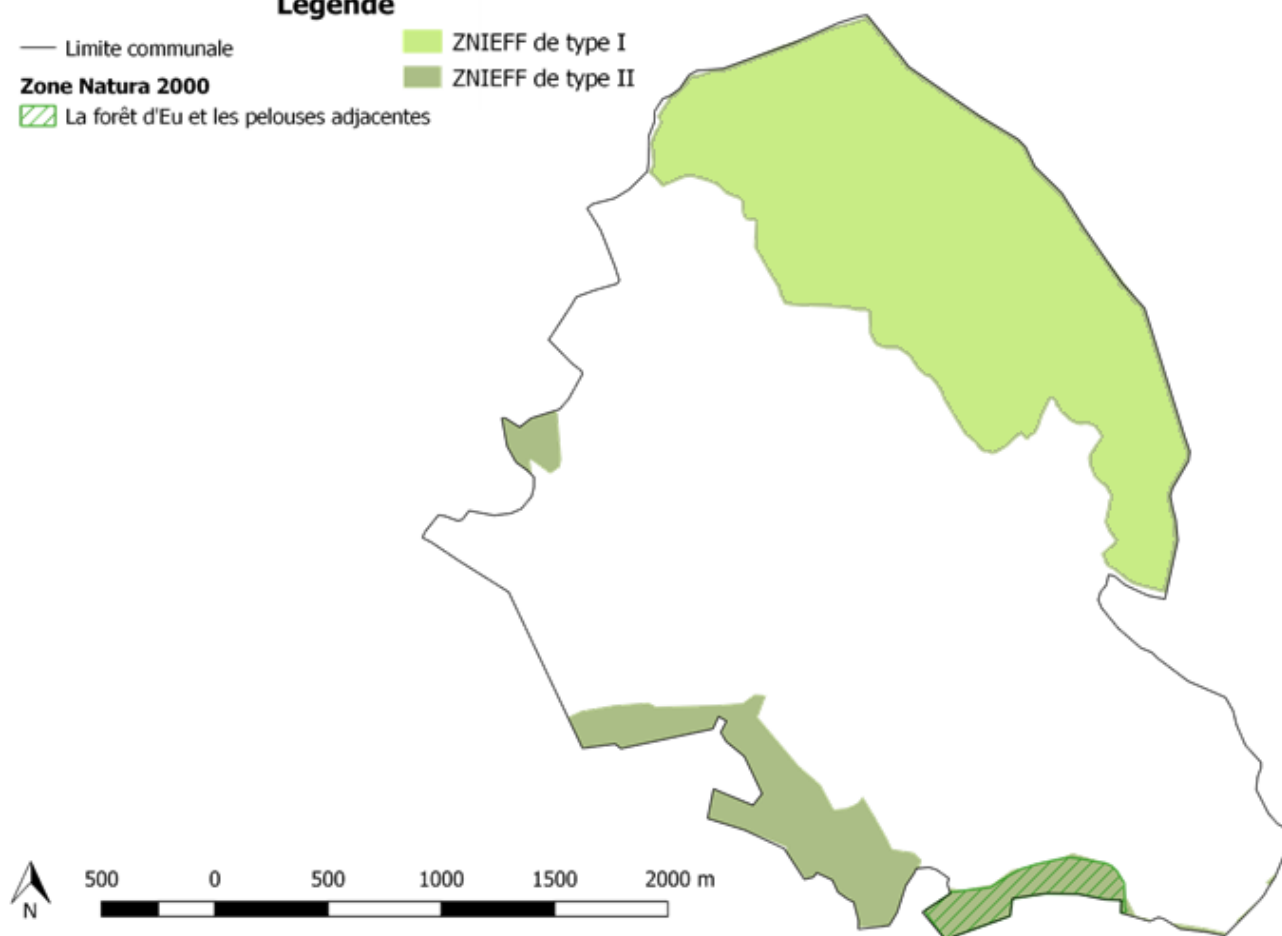 Légende
Limite communale
Zone Natura 2000
La forêt d'Eu et les pelouses adjacentes
ZNIEFF de type I
ZNIEFF de type II
500 0 500 1000 1500 2000 m
N